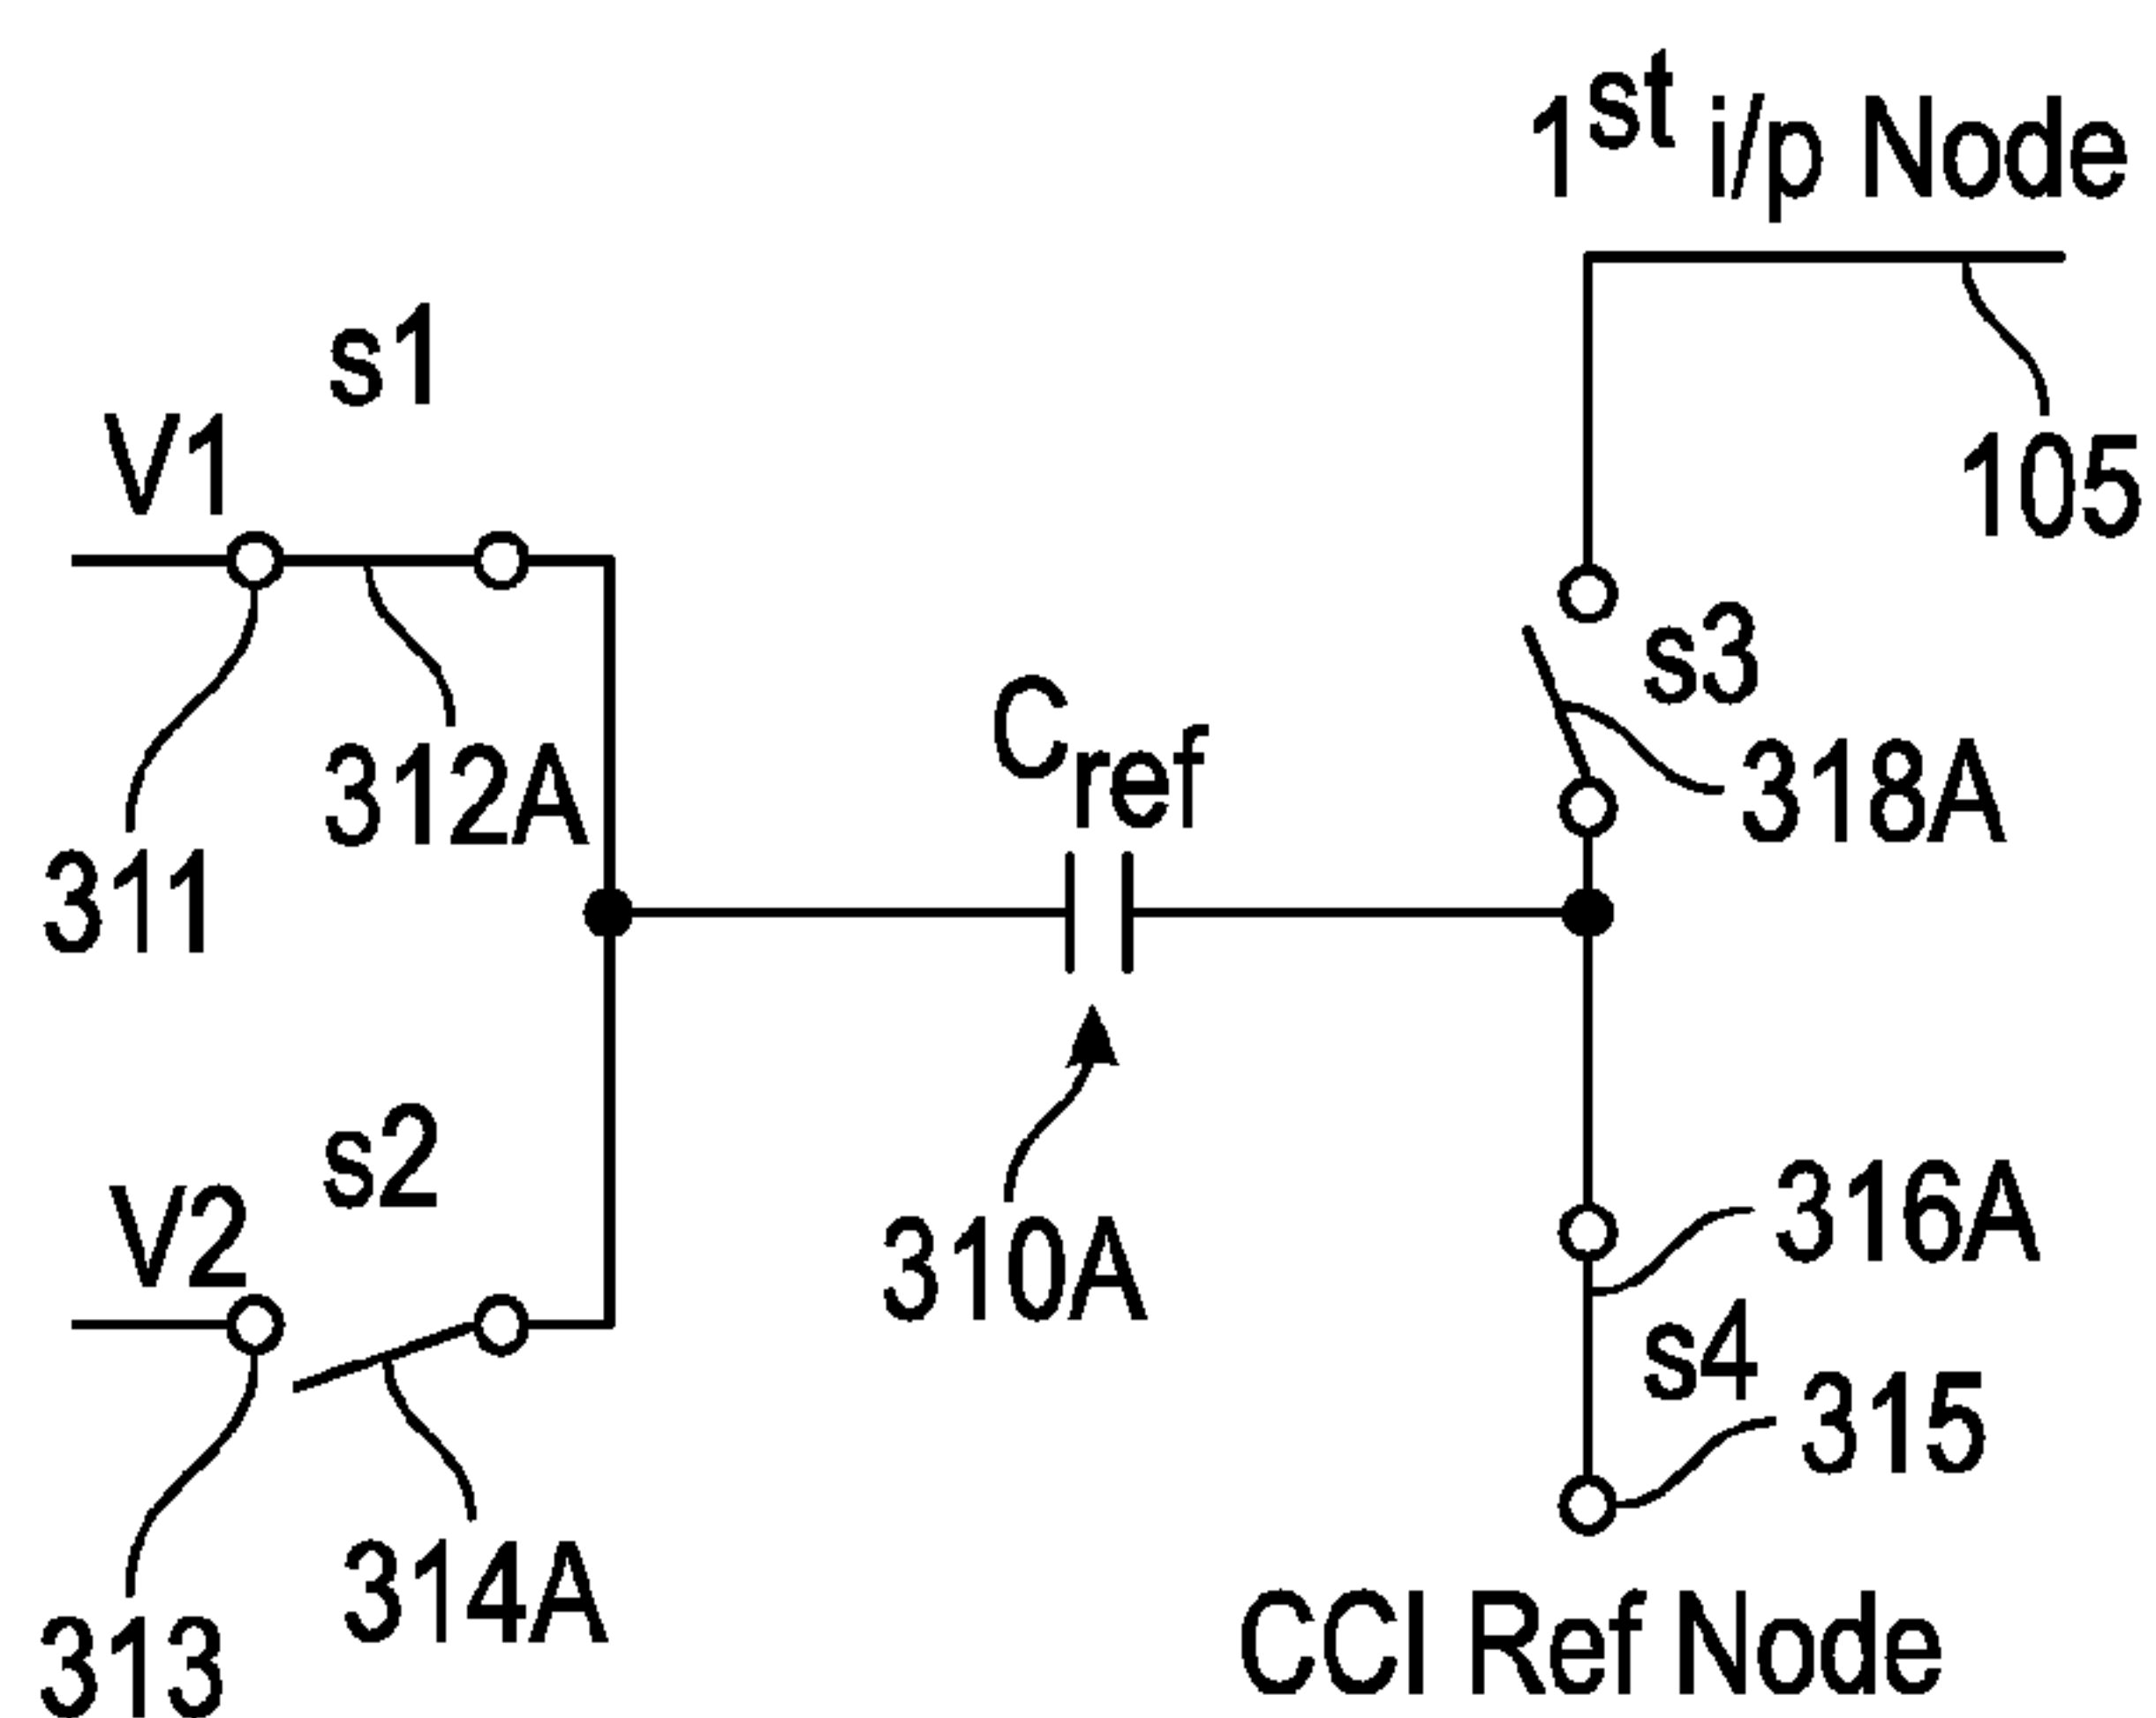 1st i/p Node
105
s1
V1
312A
311
Cref
s3
318A
s2
V2
310A
316A
s4
315
314A
313
CCI Ref Node